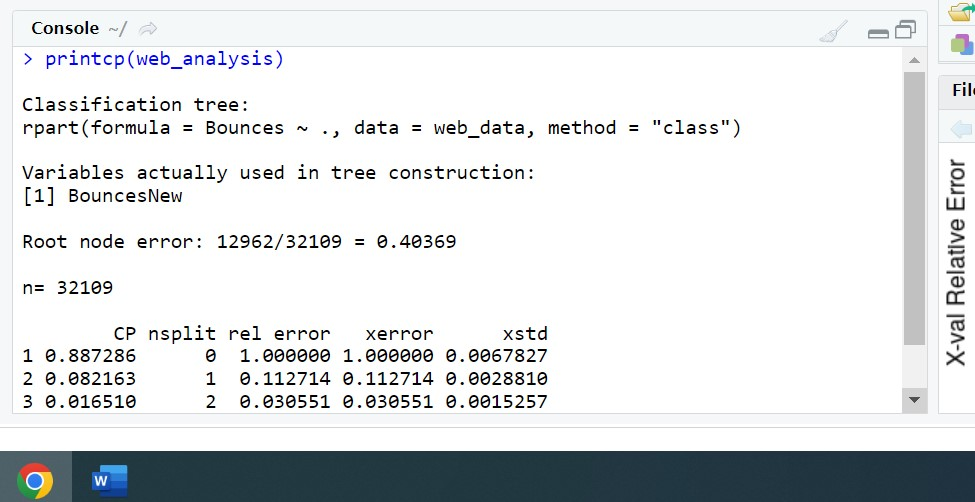 Console ~/
> printcp(web_analysis)
Classification tree:
rpart(formula = Bounces ~ ., data = web_data, method = "class")
Variables actually used in tree construction:
[1] BouncesNew
Root node error: 12962/32109 = 0.40369
n= 32109
CP nsplit rel error xerror xstd
1 0.887286 0 1.000000 1.000000 0.0067827
2 0.082163 1 0.112714 0.112714 0.0028810
3 0.016510 2 0.030551 0.030551 0.0015257
X-val Relative Error
W